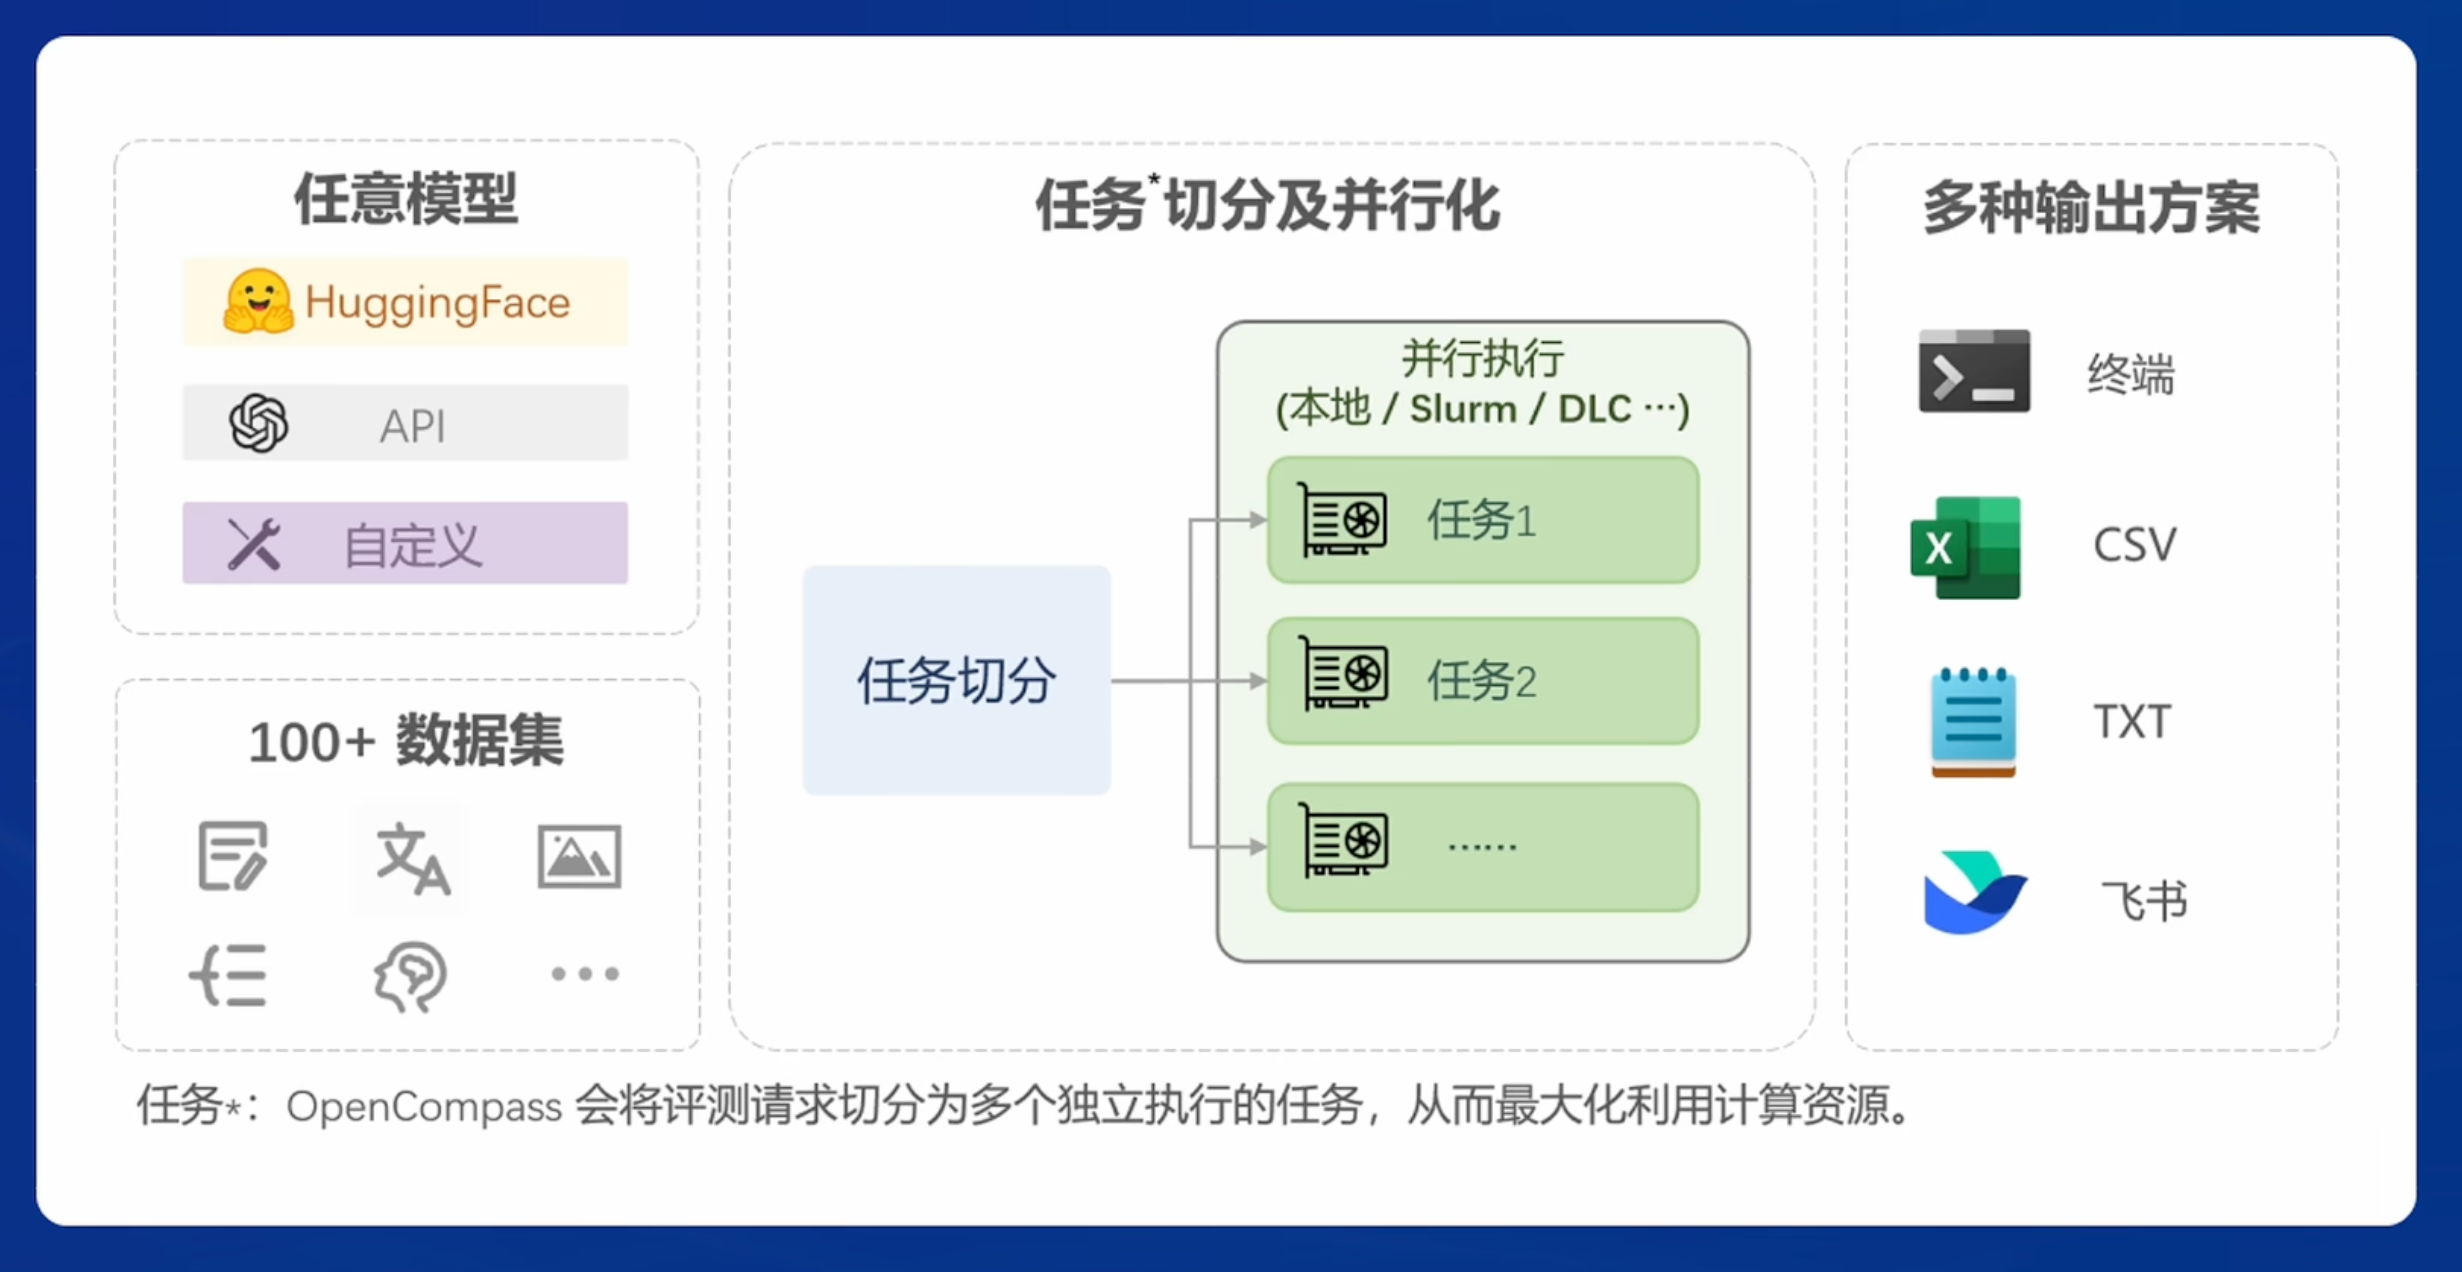 任意模型
HuggingFace
API
自定义
100+ 数据集
任务*切分及并行化
任务切分
并行执行
(本地 / Slurm / DLC ···)
任务1
任务2
······
多种输出方案
终端
CSV
TXT
飞书
任务*： OpenCompass 会将评测请求切分为多个独立执行的任务，从而最大化利用计算资源。